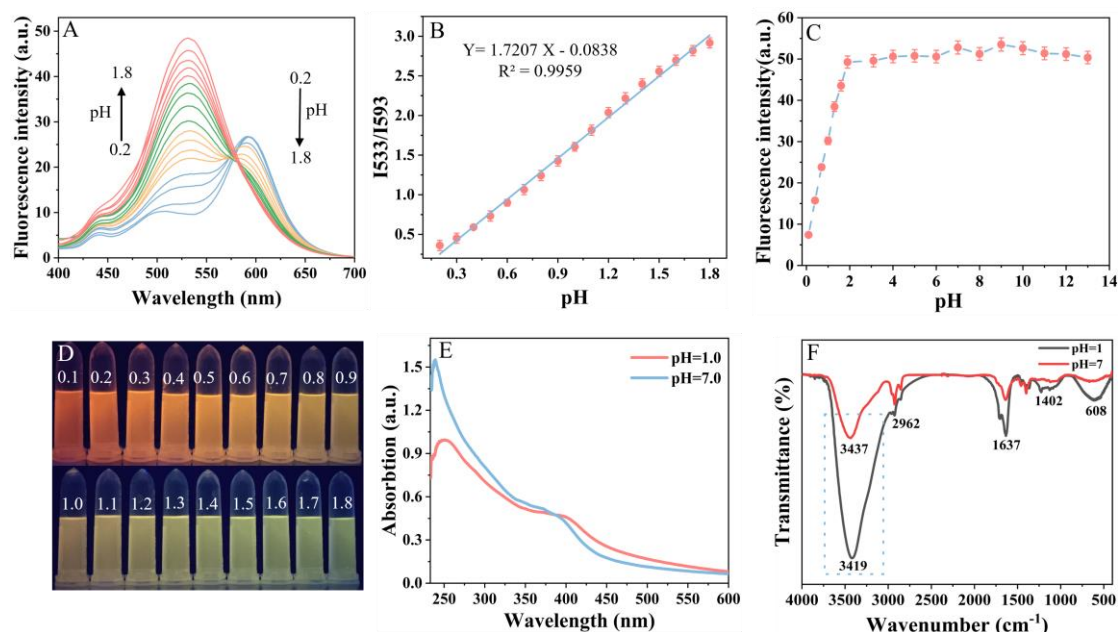 A
Fluorescence intensity (a.u.)
50
40
30
20
10
0
1.8
pH
0.2
0.2
pH
1.8
400 450 500 550 600 650 700
Wavelength (nm)
B
Y= 1.7207 X - 0.0838
R² = 0.9959
I533/I593
3.0
2.5
2.0
1.5
1.0
0.5
0.3 0.6 0.9 1.2 1.5 1.8
pH
C
Fluorescence intensity(a.u.)
60
50
40
30
20
10
0
0 2 4 6 8 10 12 14
pH
D
0.1 0.2 0.3 0.4 0.5 0.6 0.7 0.8 0.9
1.0 1.1 1.2 1.3 1.4 1.5 1.6 1.7 1.8
E
pH=1.0
pH=7.0
Absorbtion (a.u.)
1.5
1.2
0.9
0.6
0.3
0.0
250 300 350 400 450 500 550 600
Wavelength (nm)
F
pH=1
pH=7
Transmittance (%)
3437
3419
2962
1637
1402
608
4000 3000 2000 1000 500
Wavenumber (cm⁻¹)